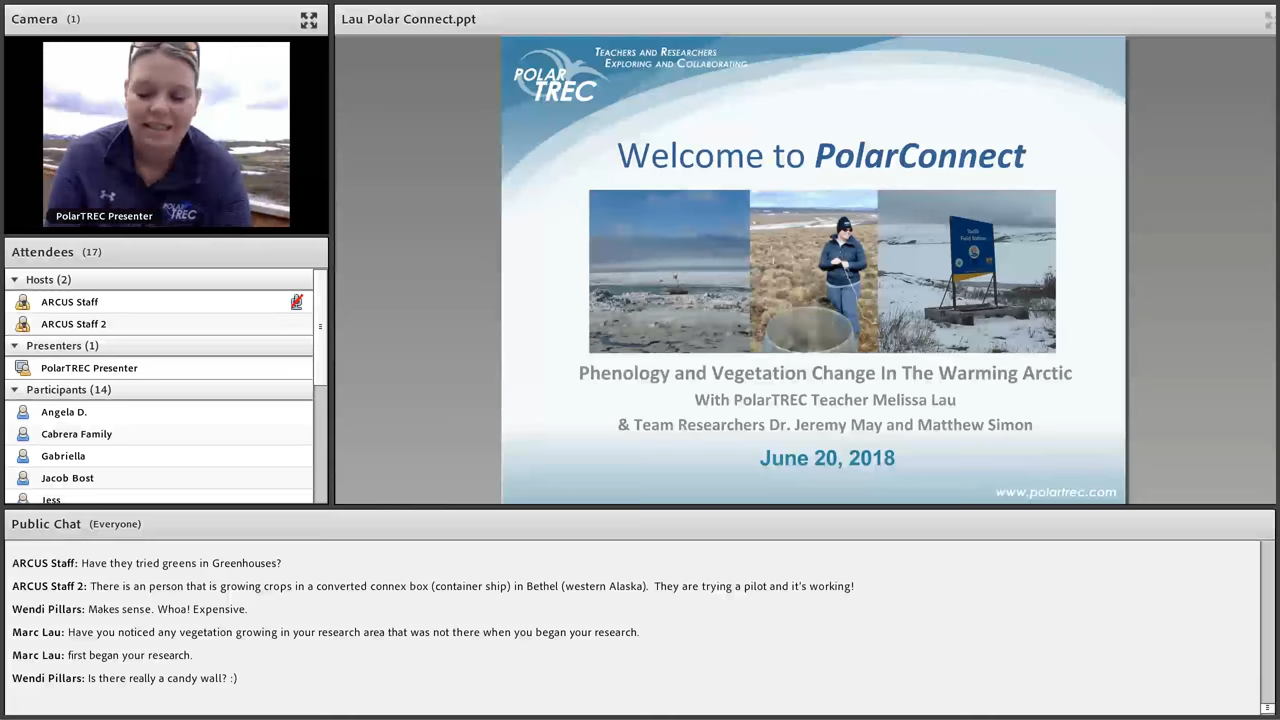 Camera (1)
PolarTREC Presenter
POLAR TREC
Attendees (17)
Hosts (2)
ARCUS Staff
ARCUS Staff 2
Presenters (1)
PolarTREC Presenter
Participants (14)
Angela D.
Cabrera Family
Gabriella
Jacob Bost
Jess
Lau Polar Connect.ppt
POLAR
TREC
TEACHERS AND RESEARCHERS
EXPLORING AND COLLABORATING
Welcome to PolarConnect
Toolik
Field Station
Phenology and Vegetation Change In The Warming Arctic
With PolarTREC Teacher Melissa Lau
& Team Researchers Dr. Jeremy May and Matthew Simon
June 20, 2018
www.polartrec.com
Public Chat (Everyone)
ARCUS Staff: Have they tried greens in Greenhouses?
ARCUS Staff 2: There is an person that is growing crops in a converted connex box (container ship) in Bethel (western Alaska). They are trying a pilot and it's working!
Wendi Pillars: Makes sense. Whoa! Expensive.
Marc Lau: Have you noticed any vegetation growing in your research area that was not there when you began your research.
Marc Lau: first began your research.
Wendi Pillars: Is there really a candy wall? :)